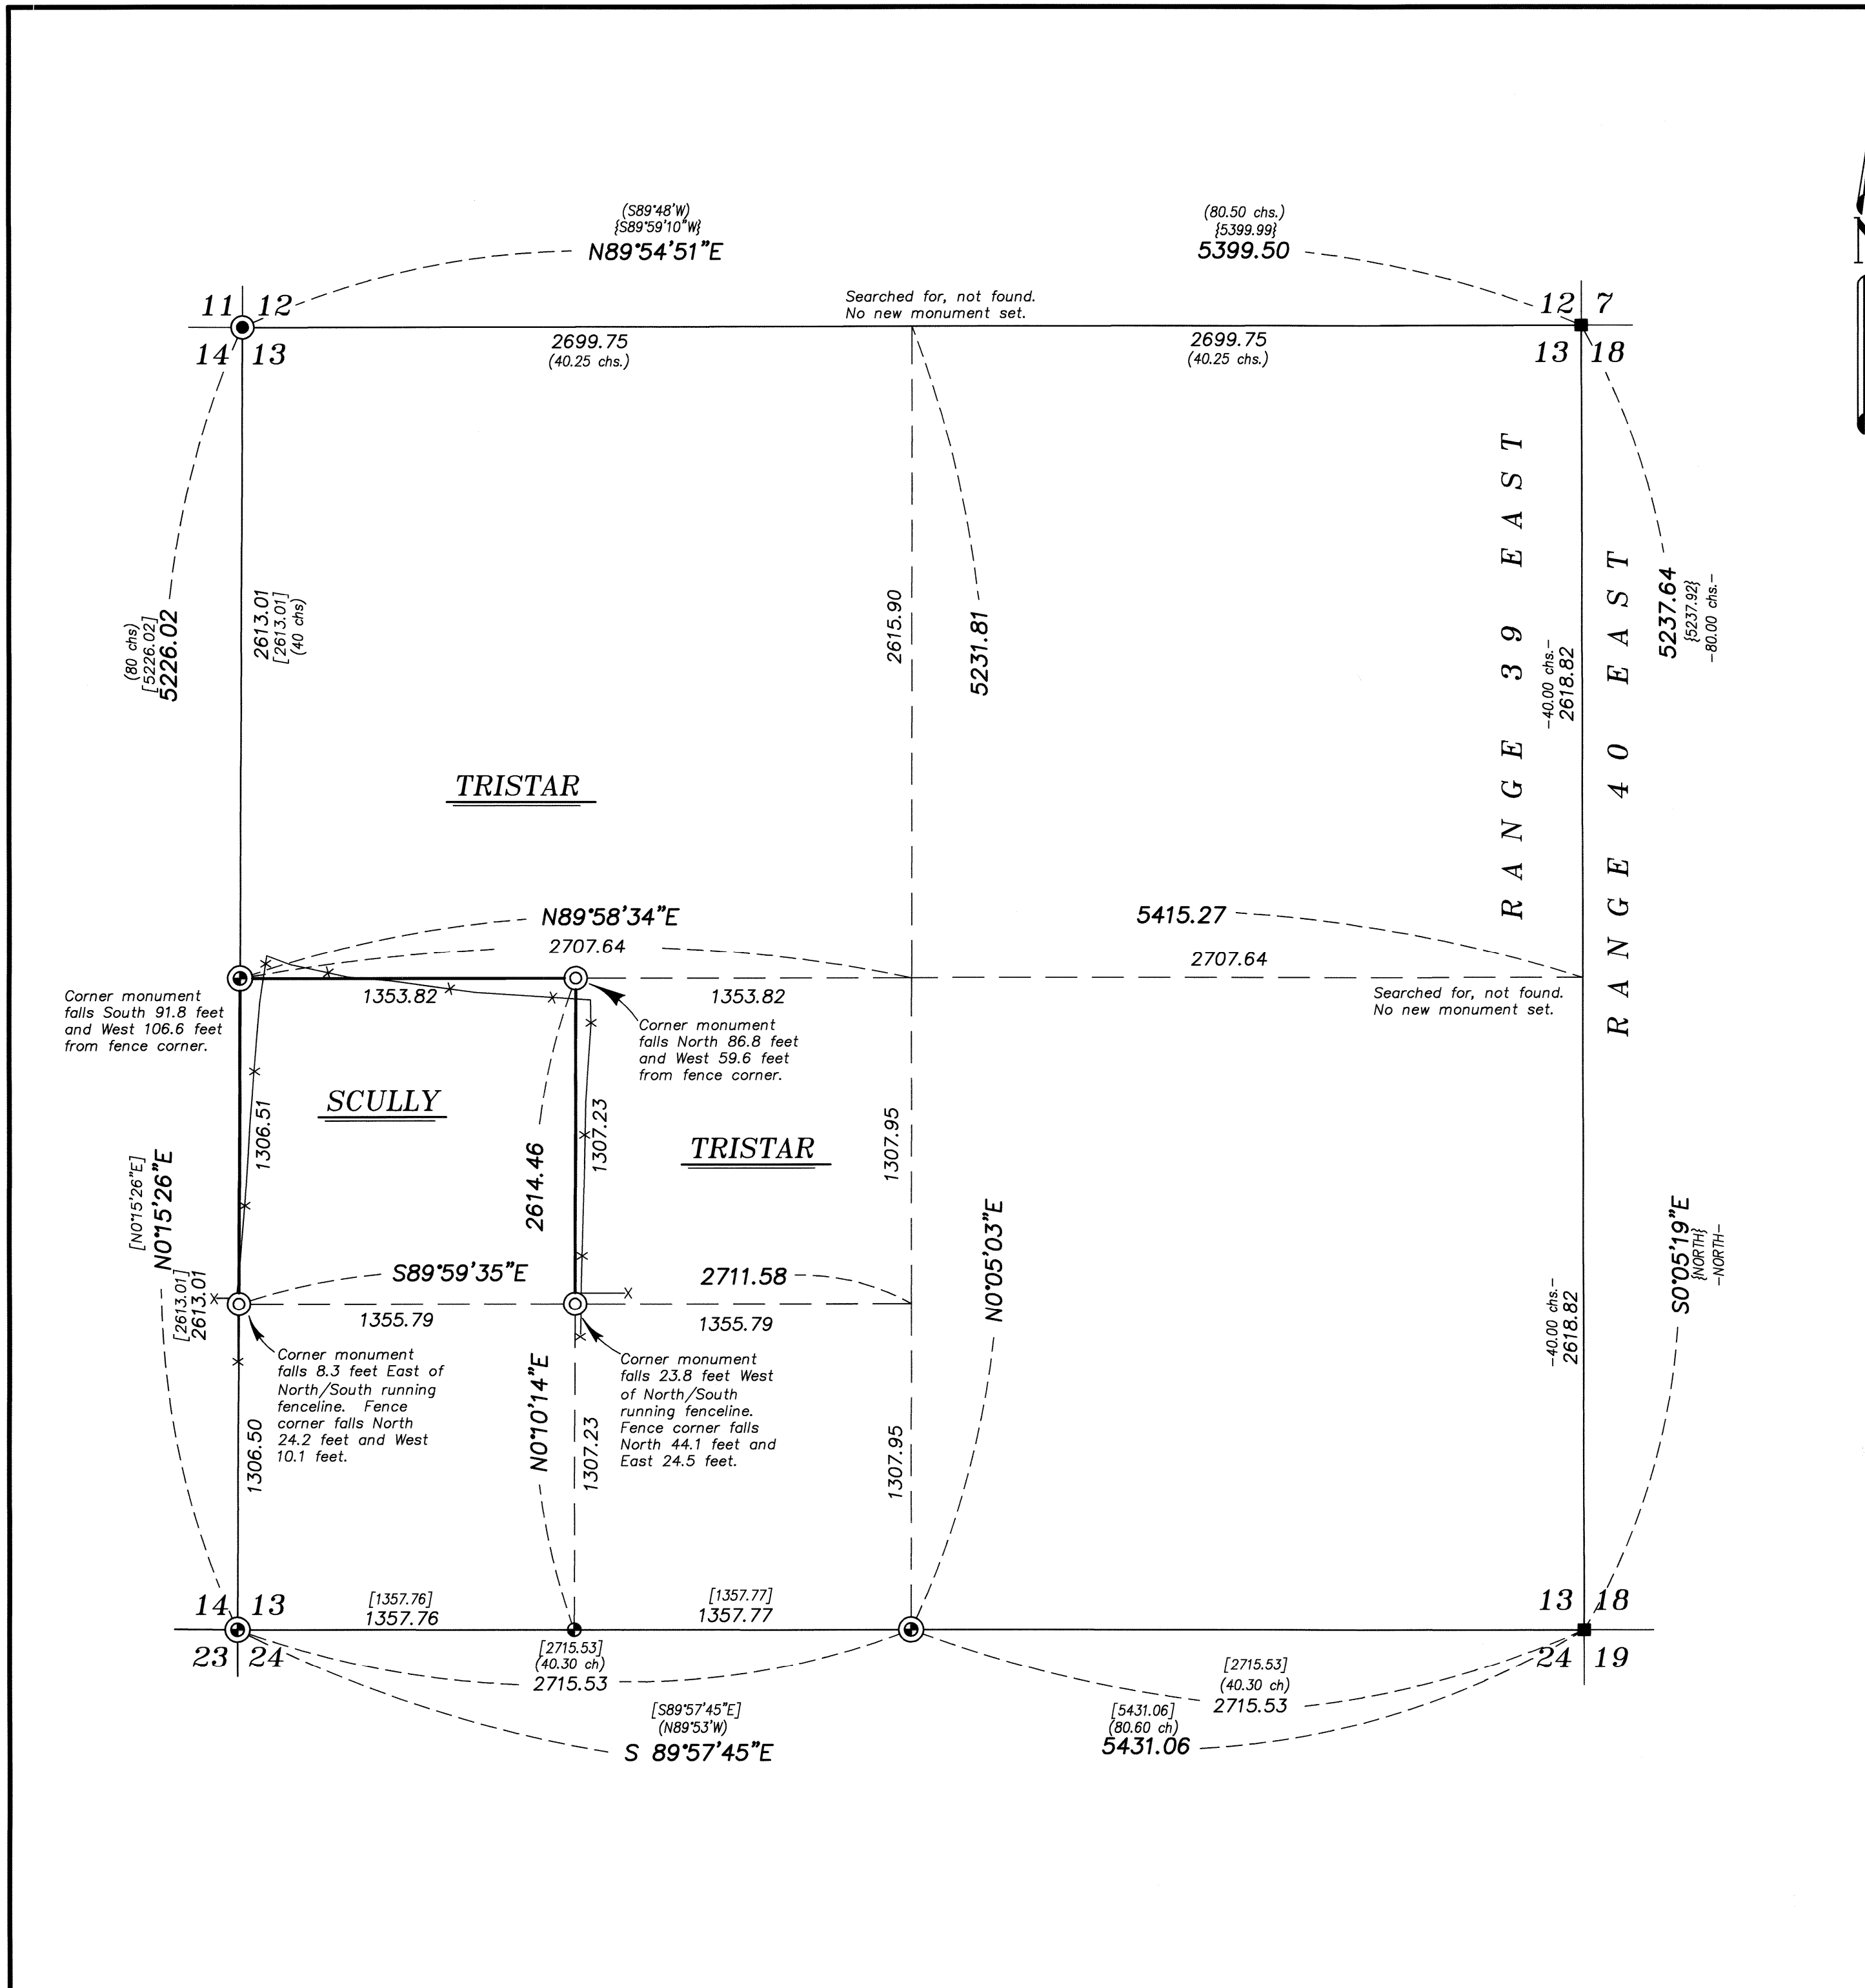 (S89°48'W)
{S89°59'10"W}
N89°54'51"E
(80.50 chs.)
{5399.99}
5399.50
11 12
14 13
Searched for, not found.
No new monument set.
12 7
13 18
2699.75
(40.25 chs.)
2699.75
(40.25 chs.)
N
(80 chs)
[5226.02]
5226.02
2613.01
[2613.01]
(40 chs)
2615.90
5231.81
RANGE 39 EAST
RANGE 40 EAST
-40.00 chs.-
2618.82
5237.64
{5237.92}
-80.00 chs.-
TRISTAR
N89°58'34"E
2707.64
5415.27
2707.64
1353.82
1353.82
Searched for, not found.
No new monument set.
Corner monument
falls South 91.8 feet
and West 106.6 feet
from fence corner.
Corner monument
falls North 86.8 feet
and West 59.6 feet
from fence corner.
SCULLY
TRISTAR
1306.51
2614.46
1307.23
1307.95
[N0°15'26"E]
N0°15'26"E
[2613.01]
2613.01
N0°05'03"E
S0°05'19"E
{NORTH}
-NORTH-
S89°59'35"E
2711.58
1355.79
1355.79
-40.00 chs.-
2618.82
Corner monument
falls 8.3 feet East of
North/South running
fenceline. Fence
corner falls North
24.2 feet and West
10.1 feet.
Corner monument
falls 23.8 feet West
of North/South
running fenceline.
Fence corner falls
North 44.1 feet and
East 24.5 feet.
1306.50
N0°10'14"E
1307.23
1307.95
14 13
23 24
[1357.76]
1357.76
[1357.77]
1357.77
13 18
24 19
[2715.53]
(40.30 ch)
2715.53
[2715.53]
(40.30 ch)
2715.53
[S89°57'45"E]
(N89°53'W)
S 89°57'45"E
[5431.06]
(80.60 ch)
5431.06